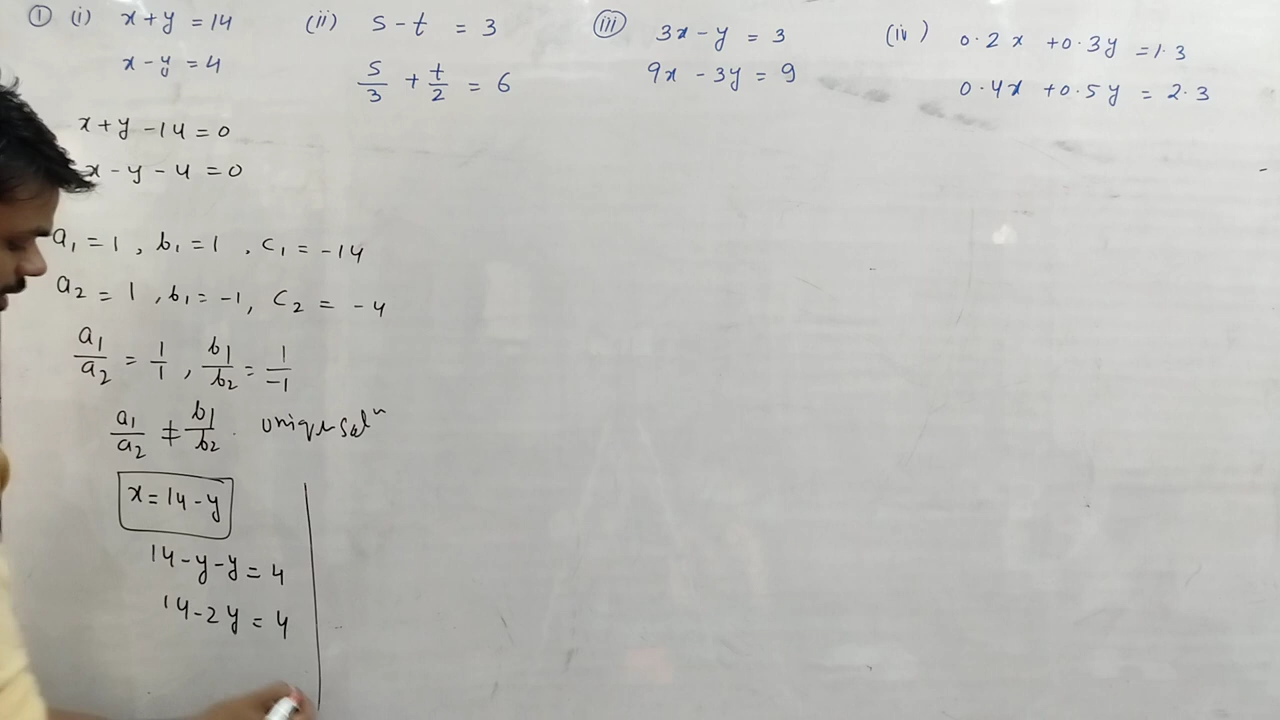 ① (i) x + y = 14
x - y = 4
(ii) s - t = 3
s/3 + t/2 = 6
(iii) 3x - y = 3
9x - 3y = 9
(iv) 0.2x + 0.3y = 1.3
0.4x + 0.5y = 2.3
x + y - 14 = 0
x - y - 4 = 0
a₁ = 1, b₁ = 1, c₁ = -14
a₂ = 1, b₁ = -1, c₂ = -4
a₁/a₂ = 1/1, b₁/b₂ = 1/-1
a₁/a₂ ≠ b₁/b₂. unique solⁿ
x = 14 - y
14 - y - y = 4
14 - 2y = 4